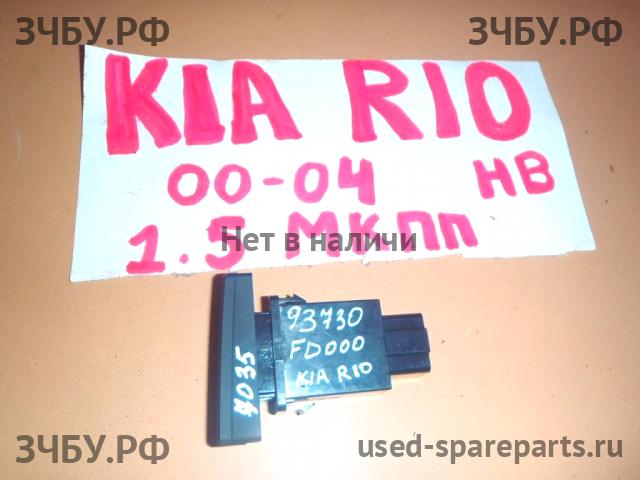 ЗЧБУ.РФ ЗЧБУ.РФ
KIA RIO
00-04 HB
1.5 МКПП
Нет в наличи
93730
FD000
KIA RIO
7035
ЗЧБУ.РФ
used-spareparts.ru